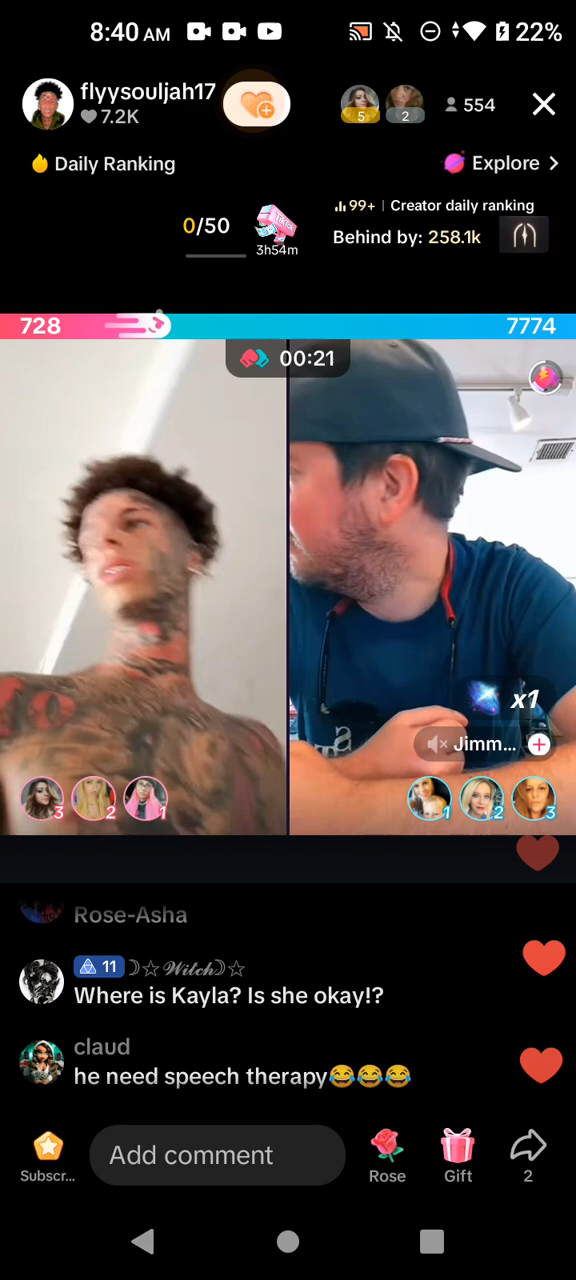 8:40 AM
22%
flyysouljah17
7.2K
5
2
554
Daily Ranking
Explore >
0/50
TikTok
3h54m
99+ | Creator daily ranking
Behind by: 258.1k
728
7774
00:21
x1
Jimm...
3
2
1
1
2
3
Rose-Asha
11 ☽☆𝒲𝒾𝓉𝒸𝒽☽☆
Where is Kayla? Is she okay!?
claud
he need speech therapy😂😂😂
Add comment
Subscr...
Rose
Gift
2